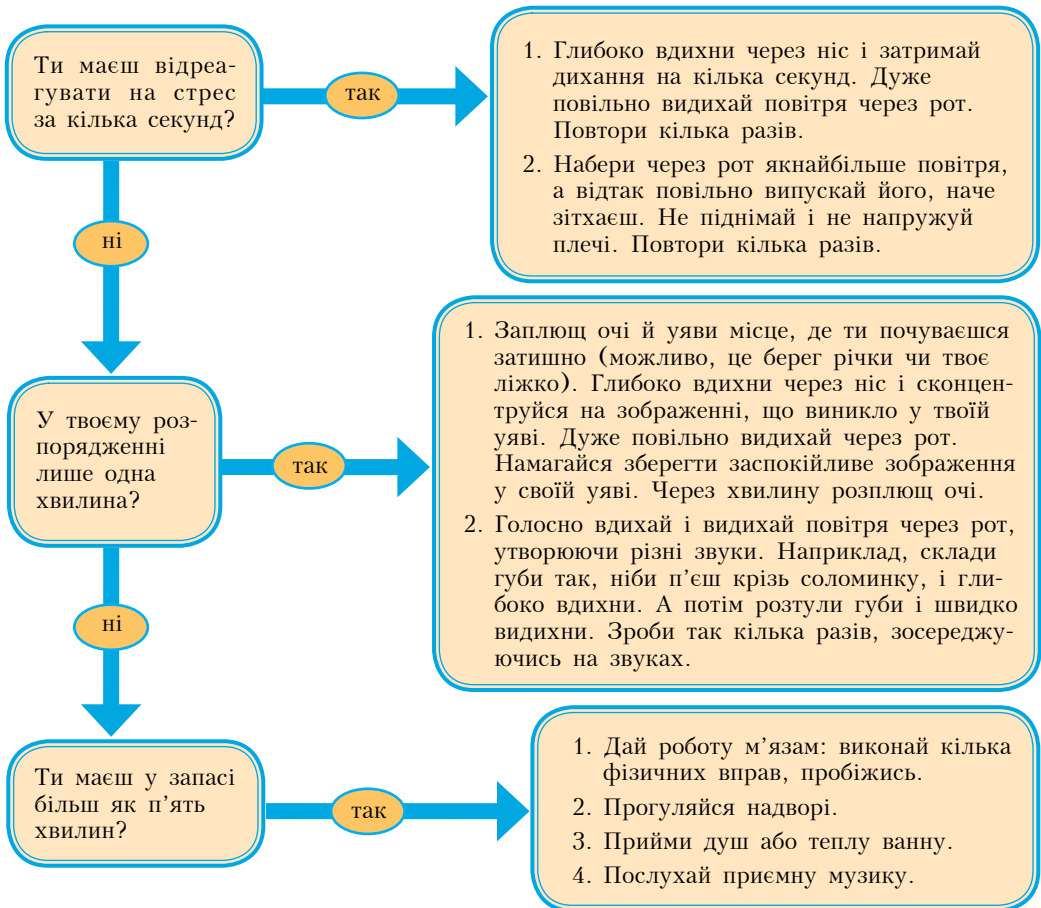 Ти маєш відреа-
гувати на стрес
за кілька секунд?
так
1. Глибоко вдихни через ніс і затримай
дихання на кілька секунд. Дуже
повільно видихай повітря через рот.
Повтори кілька разів.
2. Набери через рот якнайбільше повітря,
а відтак повільно випускай його, наче
зітхаєш. Не піднімай і не напружуй
плечі. Повтори кілька разів.
ні
У твоєму роз-
порядженні
лише одна
хвилина?
так
1. Заплющ очі й уяви місце, де ти почуваєшся
затишно (можливо, це берег річки чи твоє
ліжко). Глибоко вдихни через ніс і сконцен-
труйся на зображенні, що виникло у твоїй
уяві. Дуже повільно видихай через рот.
Намагайся зберегти заспокійливе зображення
у своїй уяві. Через хвилину розплющ очі.
2. Голосно вдихай і видихай повітря через рот,
утворюючи різні звуки. Наприклад, склади
губи так, ніби п’єш крізь соломинку, і гли-
боко вдихни. А потім розтули губи і швидко
видихни. Зроби так кілька разів, зосереджу-
ючись на звуках.
ні
Ти маєш у запасі
більш як п’ять
хвилин?
так
1. Дай роботу м’язам: виконай кілька
фізичних вправ, пробіжись.
2. Прогуляйся надворі.
3. Прийми душ або теплу ванну.
4. Послухай приємну музику.